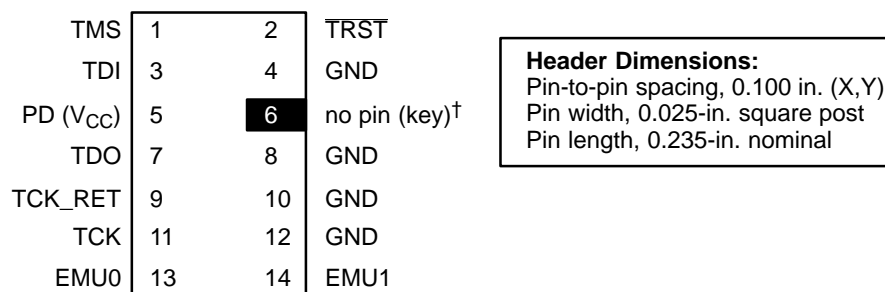 TMS 1 2 TRST
TDI 3 4 GND
PD (VCC) 5 6 no pin (key)†
TDO 7 8 GND
TCK_RET 9 10 GND
TCK 11 12 GND
EMU0 13 14 EMU1
Header Dimensions:
Pin-to-pin spacing, 0.100 in. (X,Y)
Pin width, 0.025-in. square post
Pin length, 0.235-in. nominal